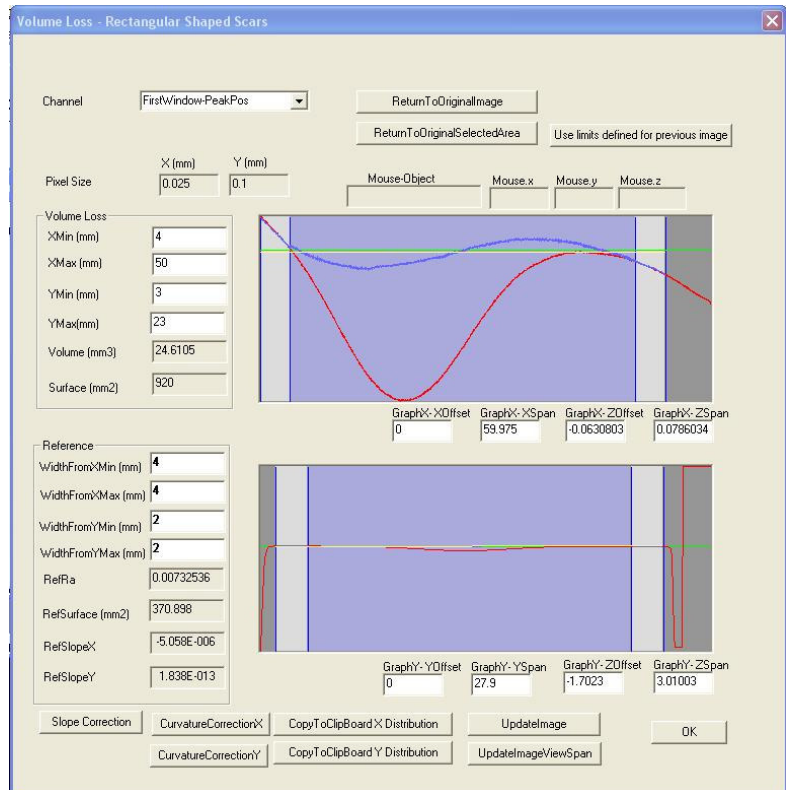 Volume Loss - Rectangular Shaped Scars
Channel
FirstWindow-PeakPos
ReturnToOriginalImage
ReturnToOriginalSelectedArea
Use limits defined for previous image
X (mm) Y (mm)
Pixel Size 0.025 0.1
Mouse-Object Mouse.x Mouse.y Mouse.z
Volume Loss
XMin (mm) 4
XMax (mm) 50
YMin (mm) 3
YMax(mm) 23
Volume (mm3) 24.6105
Surface (mm2) 920
GraphX-XOffset GraphX-XSpan GraphX-ZOffset GraphX-ZSpan
0 59.975 -0.0630803 0.0786034
Reference
WidthFromXMin (mm) 4
WidthFromXMax (mm) 4
WidthFromYMin (mm) 2
WidthFromYMax (mm) 2
RefRa 0.00732536
RefSurface (mm2) 370.898
RefSlopeX -5.058E-006
RefSlopeY 1.838E-013
GraphY-YOffset GraphY-YSpan GraphY-ZOffset GraphY-ZSpan
0 27.9 -1.7023 3.01003
Slope Correction CurvatureCorrectionX CopyToClipBoard X Distribution UpdateImage OK
CurvatureCorrectionY CopyToClipBoard Y Distribution UpdateImageViewSpan